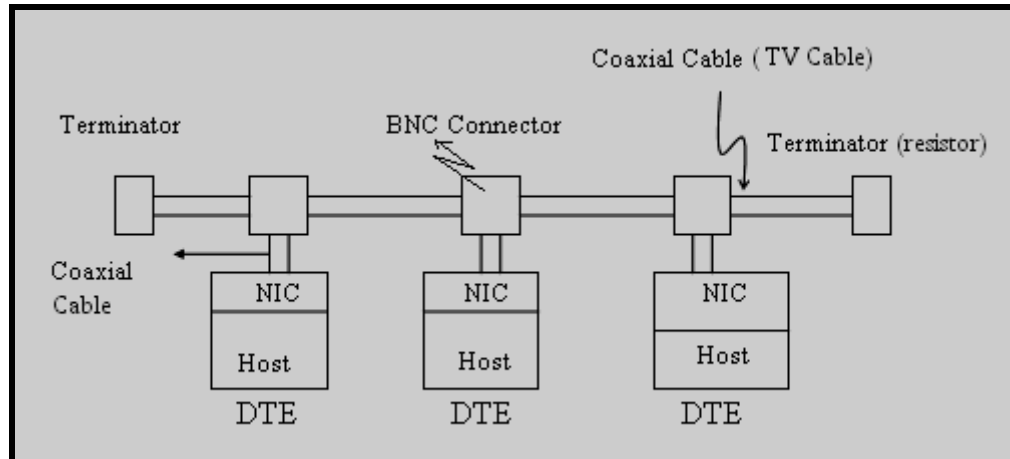 Coaxial Cable ( TV Cable)
Terminator
BNC Connector
Terminator (resistor)
Coaxial
Cable
NIC
NIC
NIC
Host
Host
Host
DTE
DTE
DTE